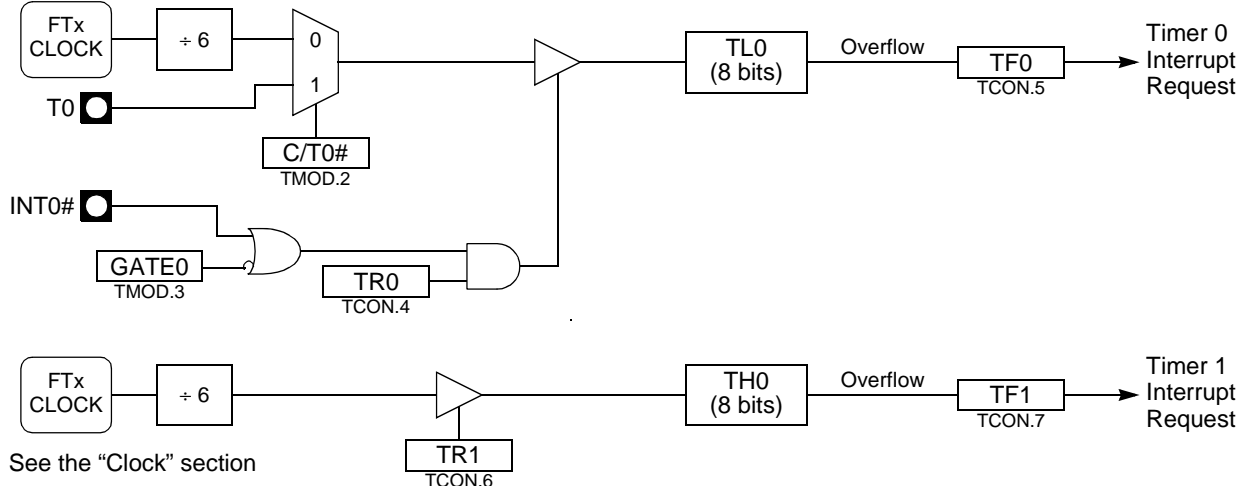 FTx
CLOCK
÷ 6
0
1
T0
C/T0#
TMOD.2
TL0
(8 bits)
Overflow
TF0
TCON.5
Timer 0
Interrupt
Request
INT0#
GATE0
TMOD.3
TR0
TCON.4
FTx
CLOCK
÷ 6
TR1
TCON.6
TH0
(8 bits)
Overflow
TF1
TCON.7
Timer 1
Interrupt
Request
See the “Clock” section